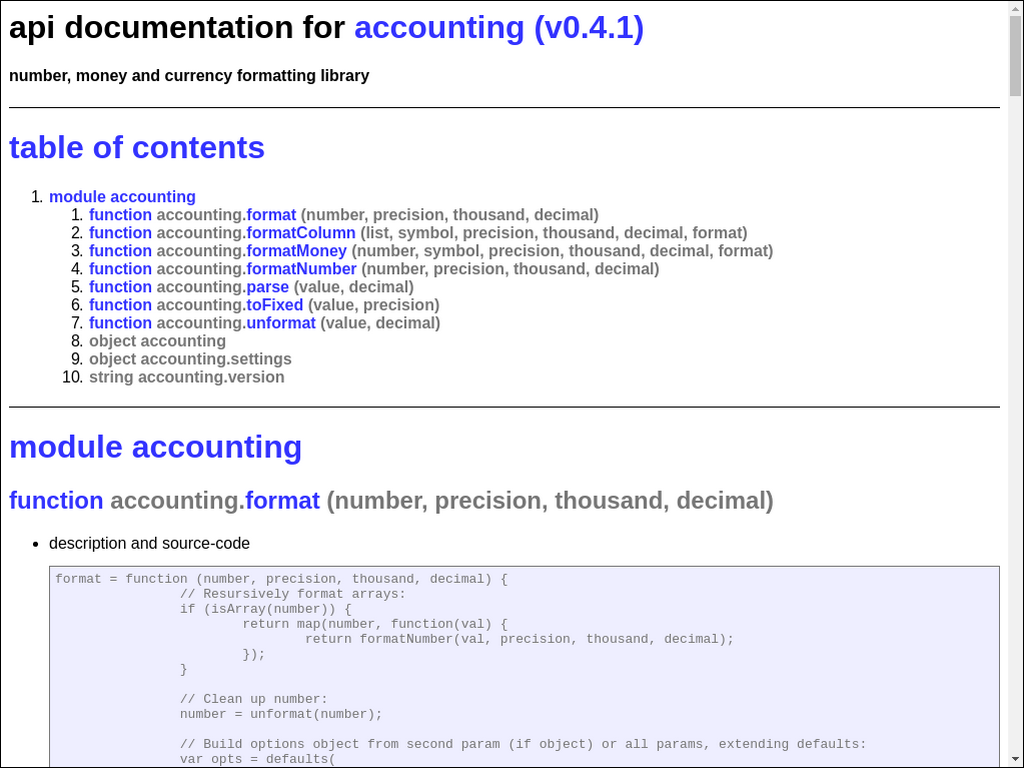 api documentation for accounting (v0.4.1)
number, money and currency formatting library
table of contents
1. module accounting
1. function accounting.format (number, precision, thousand, decimal)
2. function accounting.formatColumn (list, symbol, precision, thousand, decimal, format)
3. function accounting.formatMoney (number, symbol, precision, thousand, decimal, format)
4. function accounting.formatNumber (number, precision, thousand, decimal)
5. function accounting.parse (value, decimal)
6. function accounting.toFixed (value, precision)
7. function accounting.unformat (value, decimal)
8. object accounting
9. object accounting.settings
10. string accounting.version
module accounting
function accounting.format (number, precision, thousand, decimal)
• description and source-code
format = function (number, precision, thousand, decimal) {
// Resursively format arrays:
if (isArray(number)) {
return map(number, function(val) {
return formatNumber(val, precision, thousand, decimal);
});
}
// Clean up number:
number = unformat(number);
// Build options object from second param (if object) or all params, extending defaults:
var opts = defaults(